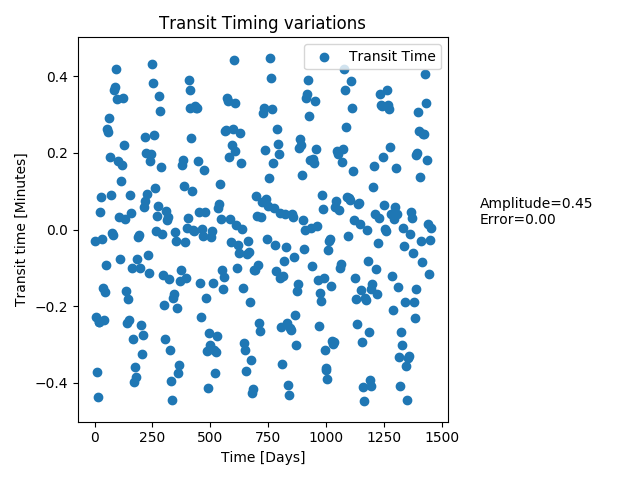 Transit Timing variations
Transit Time
Transit time [Minutes]
0.4
0.2
0.0
−0.2
−0.4
0
250
500
750
1000
1250
1500
Time [Days]
Amplitude=0.45
Error=0.00